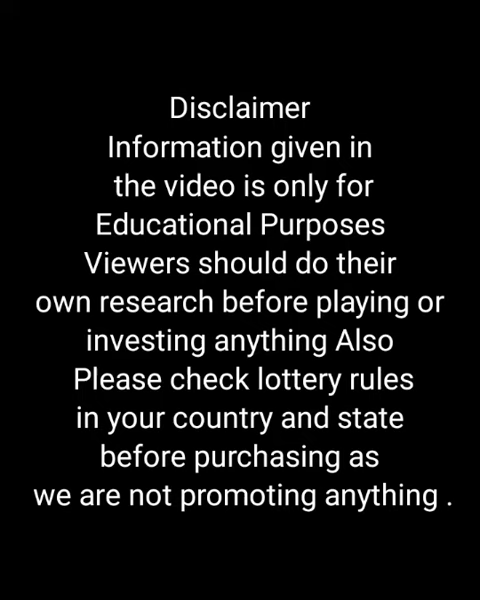 Disclaimer
Information given in
the video is only for
Educational Purposes
Viewers should do their
own research before playing or
investing anything Also
Please check lottery rules
in your country and state
before purchasing as
we are not promoting anything .